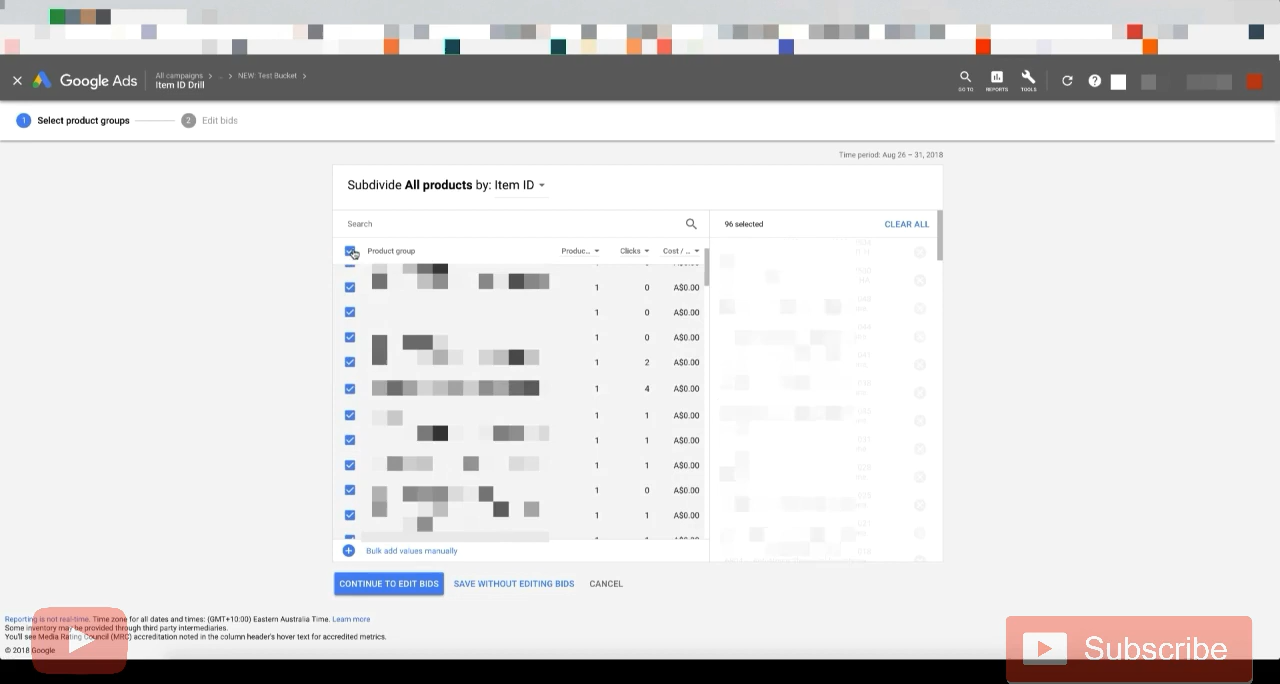 Google Ads
All campaigns > .. > NEW: Test Bucket >
Item ID Drill
GO TO
REPORTS
TOOLS
1 Select product groups
2 Edit bids
Time period: Aug 26 – 31, 2018
Subdivide All products by: Item ID
Search
96 selected
CLEAR ALL
Product group Produc... Clicks Cost / ...
1 0 A$0.00
1 0 A$0.00
1 0 A$0.00
1 2 A$0.00
1 4 A$0.00
1 1 A$0.00
1 1 A$0.00
1 1 A$0.00
1 0 A$0.00
1 1 A$0.00
Bulk add values manually
CONTINUE TO EDIT BIDS SAVE WITHOUT EDITING BIDS CANCEL
Reporting is not real-time. Time zone for all dates and times: (GMT+10:00) Eastern Australia Time. Learn more
Some inventory may be provided through third party intermediaries.
You'll see Media Rating Council (MRC) accreditation noted in the column header's hover text for accredited metrics.
© 2018 Google
Subscribe